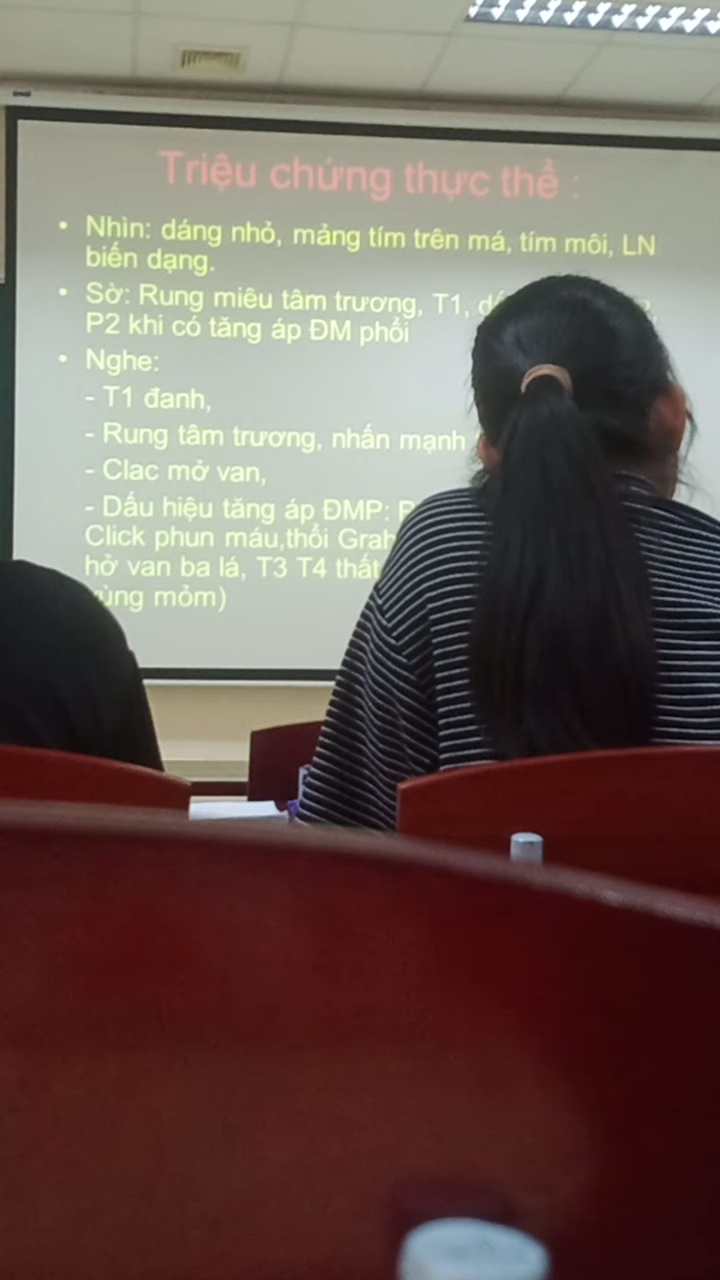 Triệu chứng thực thể :
• Nhìn: dáng nhỏ, mảng tím trên má, tím môi, LN
biến dạng.
• Sờ: Rung miêu tâm trương, T1,
P2 khi có tăng áp ĐM phổi
• Nghe:
- T1 đanh,
- Rung tâm trương, nhấn mạnh
- Clac mở van,
- Dấu hiệu tăng áp ĐMP:
Click phun máu,thổi
hở van ba lá, T3 T4 thất
mỏm)